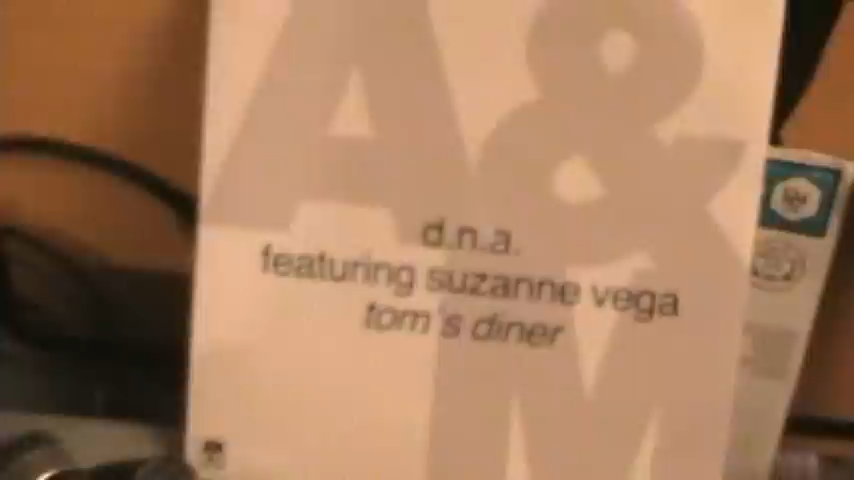 A&
M
d.n.a.
featuring suzanne vega
tom's diner